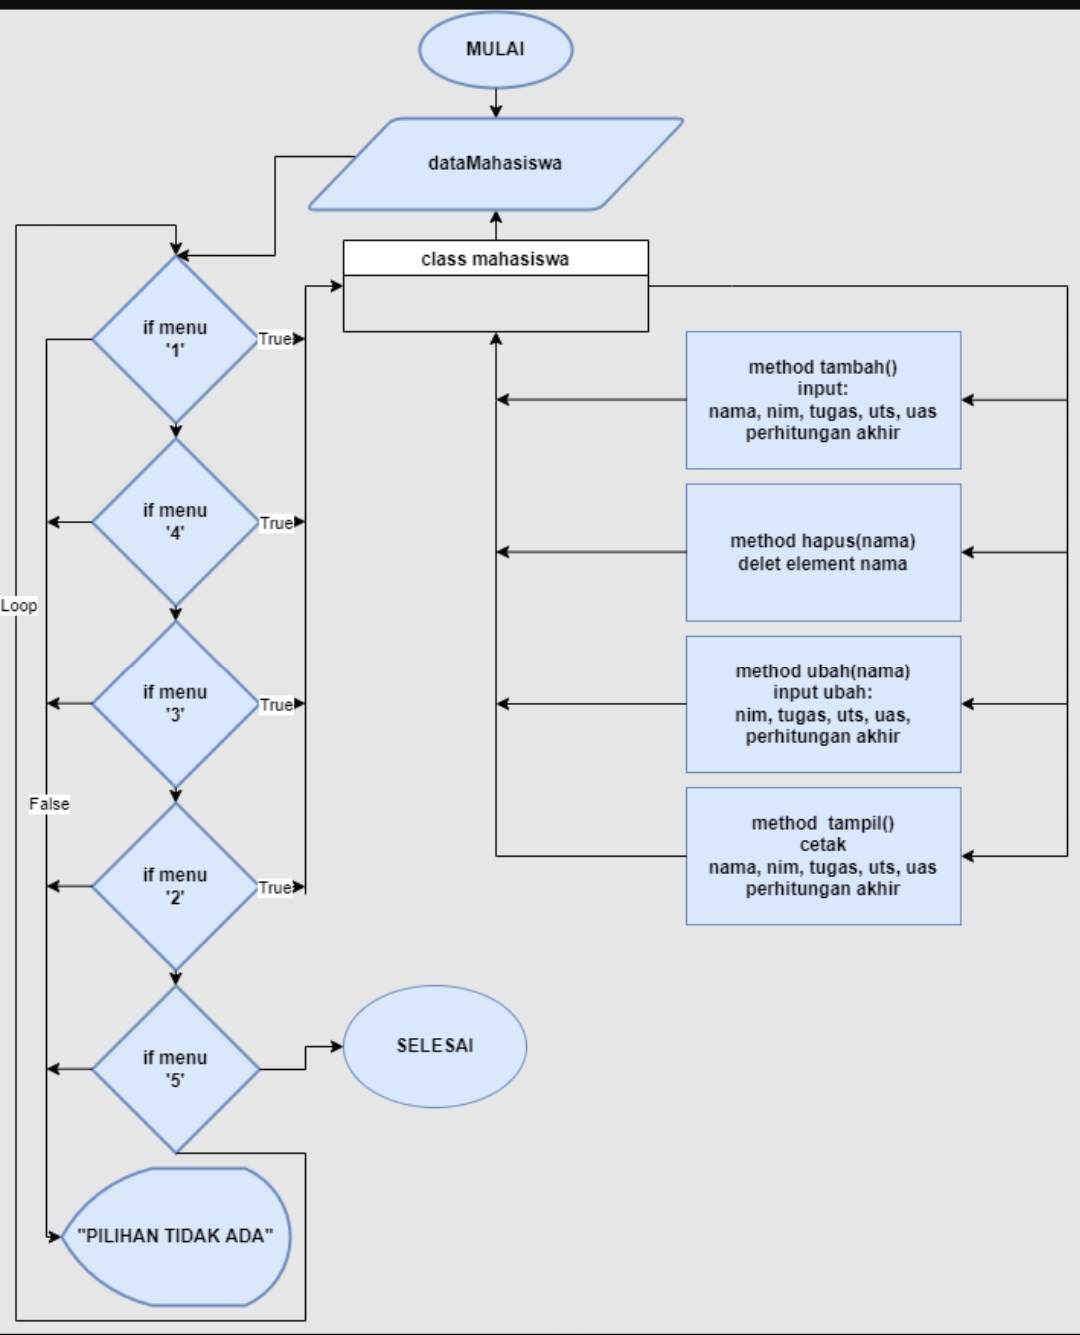 MULAI
dataMahasiswa
class mahasiswa
if menu
'1'
True
method tambah()
input:
nama, nim, tugas, uts, uas
perhitungan akhir
if menu
'4'
True
method hapus(nama)
delet element nama
Loop
if menu
'3'
True
method ubah(nama)
input ubah:
nim, tugas, uts, uas,
perhitungan akhir
False
if menu
'2'
True
method tampil()
cetak
nama, nim, tugas, uts, uas
perhitungan akhir
if menu
'5'
SELESAI
"PILIHAN TIDAK ADA"